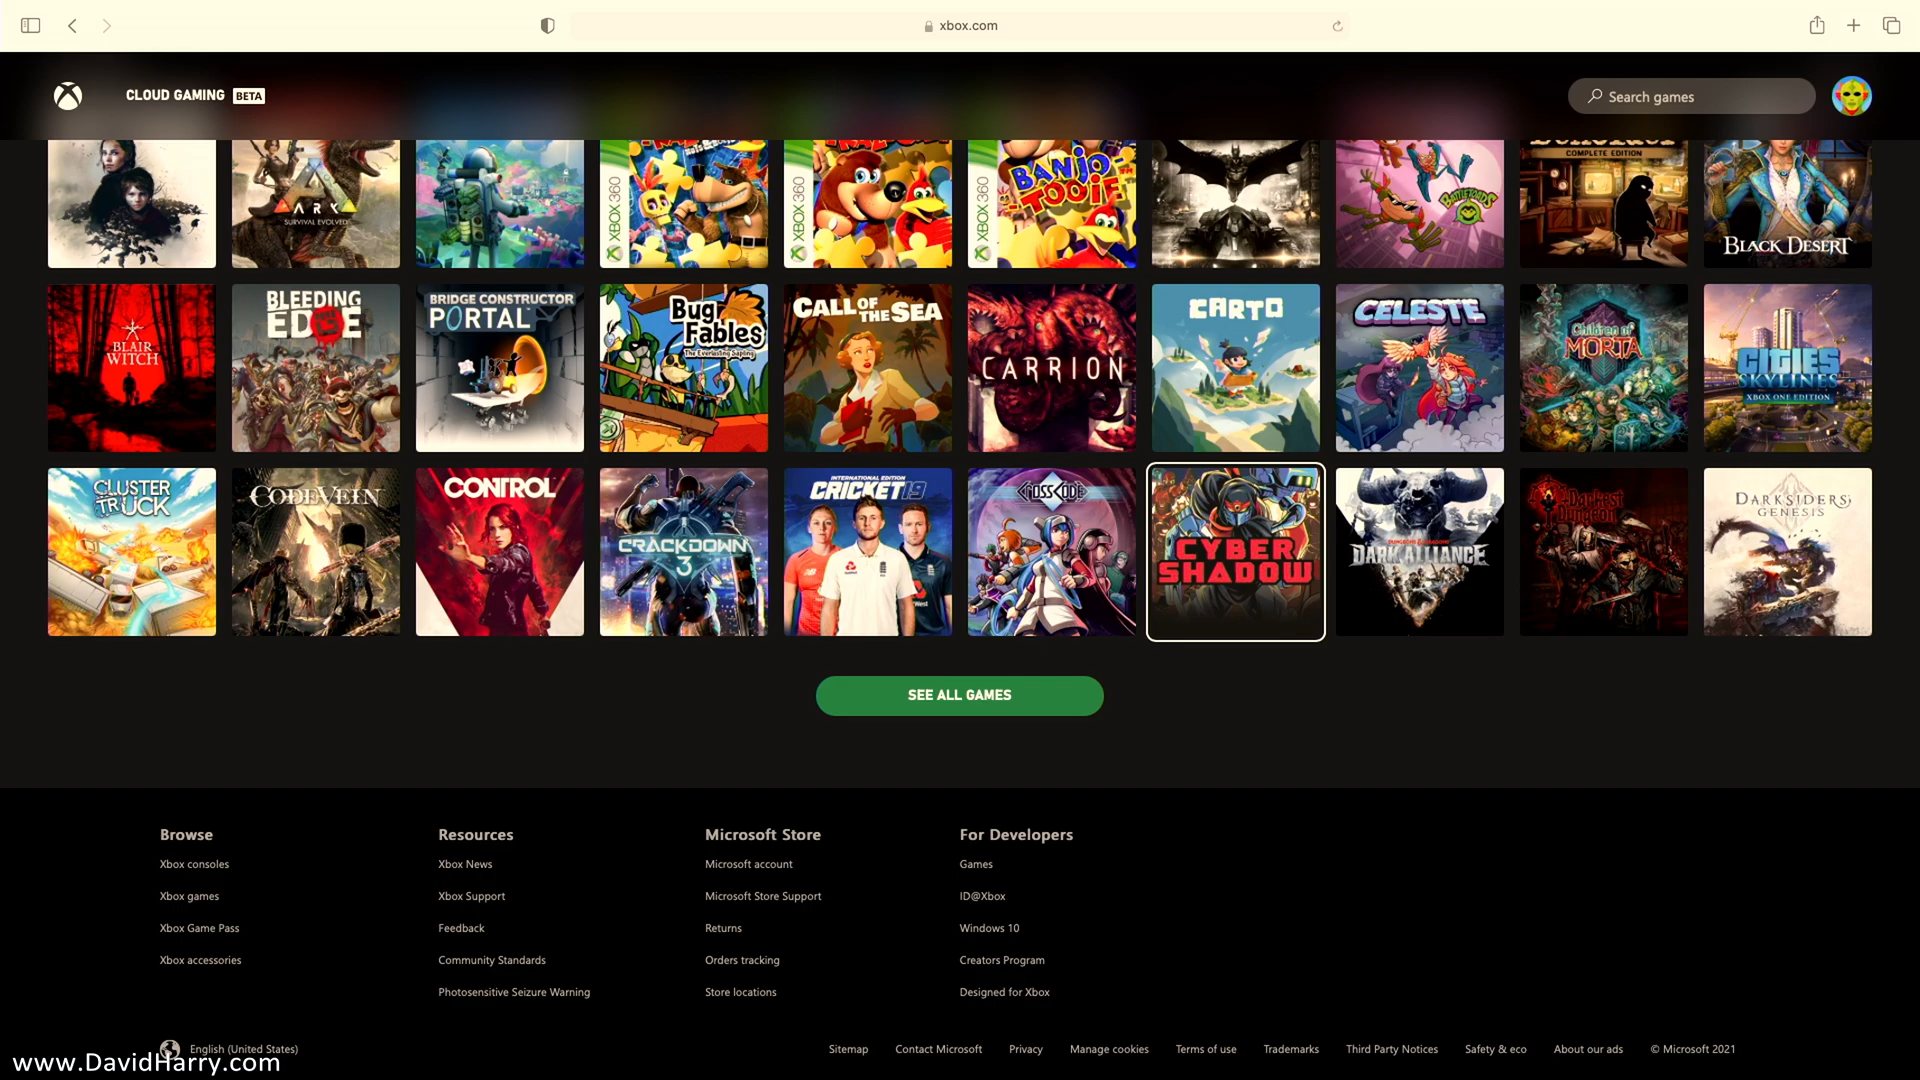 xbox.com
CLOUD GAMING BETA
Search games
ARK
SURVIVAL EVOLVED
XBOX 360
XBOX 360
XBOX 360
BANJO-
TOOIE
BATTLETOADS
COMPLETE EDITION
BLACK DESERT
BLAIR
WITCH
BLEEDING
EDGE
BRIDGE CONSTRUCTOR
PORTAL
Bug
Fables
The Everlasting Sapling
CALL OF
THE SEA
CARRION
CARTO
CELESTE
Children of
MORTA
CITIES
SKYLINES
XBOX ONE EDITION
CLUSTER
TRUCK
CODE VEIN
CONTROL
CRACKDOWN
3
INTERNATIONAL EDITION
CRICKET 19
CROSSCODE
CYBER
SHADOW
DUNGEONS & DRAGONS
DARK ALLIANCE
Darkest
Dungeon
DARKSIDERS
GENESIS
SEE ALL GAMES
Browse
Xbox consoles
Xbox games
Xbox Game Pass
Xbox accessories
Resources
Xbox News
Xbox Support
Feedback
Community Standards
Photosensitive Seizure Warning
Microsoft Store
Microsoft account
Microsoft Store Support
Returns
Orders tracking
Store locations
For Developers
Games
ID@Xbox
Windows 10
Creators Program
Designed for Xbox
English (United States)
Sitemap
Contact Microsoft
Privacy
Manage cookies
Terms of use
Trademarks
Third Party Notices
Safety & eco
About our ads
© Microsoft 2021
www.DavidHarry.com